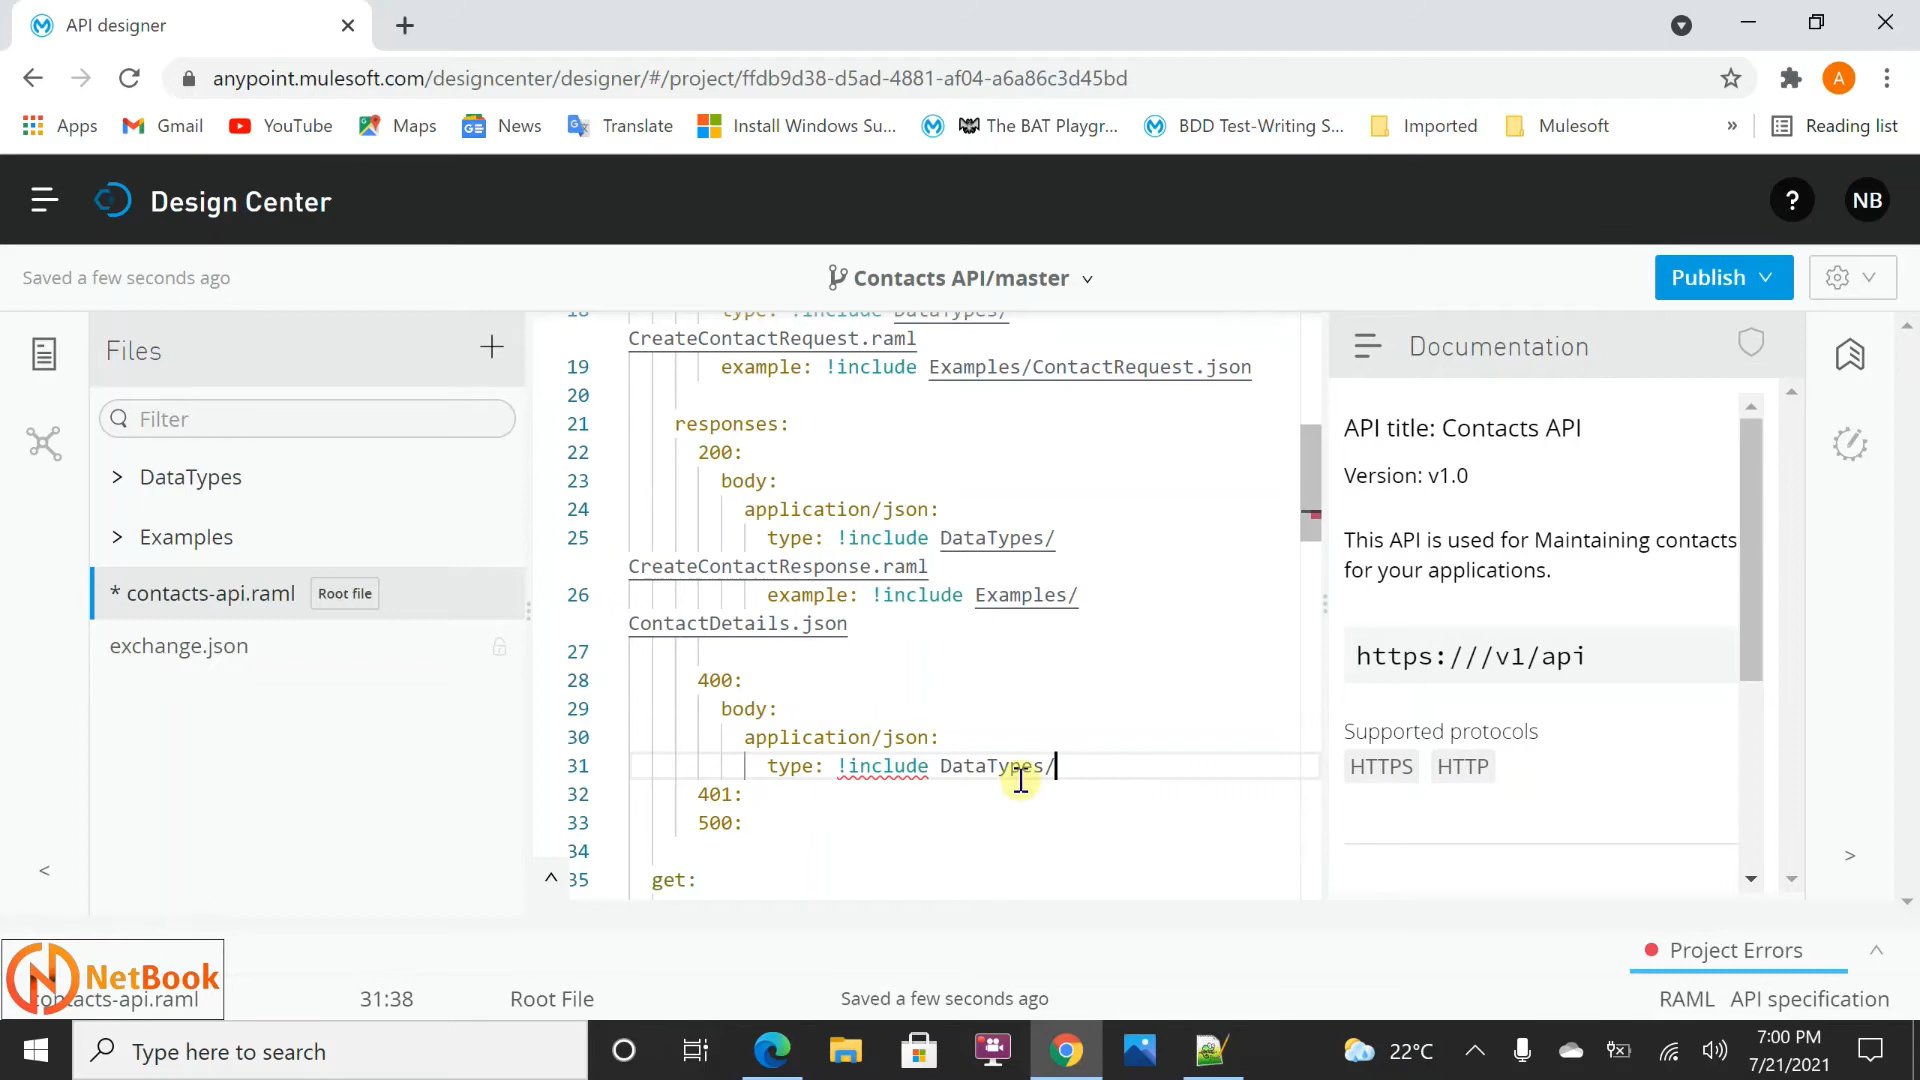 API designer
anypoint.mulesoft.com/designcenter/designer/#/project/ffdb9d38-d5ad-4881-af04-a6a86c3d45bd
A
Apps
Gmail
YouTube
Maps
News
Translate
Install Windows Su...
The BAT Playgr...
BDD Test-Writing S...
Imported
Mulesoft
»
Reading list
Design Center
?
NB
Saved a few seconds ago
Contacts API/master
Publish
Files
Filter
DataTypes
Examples
* contacts-api.raml
Root file
exchange.json
18 type: !include DataTypes/
CreateContactRequest.raml
19 example: !include Examples/ContactRequest.json
20
21 responses:
22 200:
23 body:
24 application/json:
25 type: !include DataTypes/
CreateContactResponse.raml
26 example: !include Examples/
ContactDetails.json
27
28 400:
29 body:
30 application/json:
31 type: !include DataTypes/
32 401:
33 500:
34
35 get:
Documentation
API title: Contacts API
Version: v1.0
This API is used for Maintaining contacts
for your applications.
https:///v1/api
Supported protocols
HTTPS
HTTP
Project Errors
NetBook
contacts-api.raml
31:38
Root File
Saved a few seconds ago
RAML
API specification
Type here to search
22°C
7:00 PM
7/21/2021